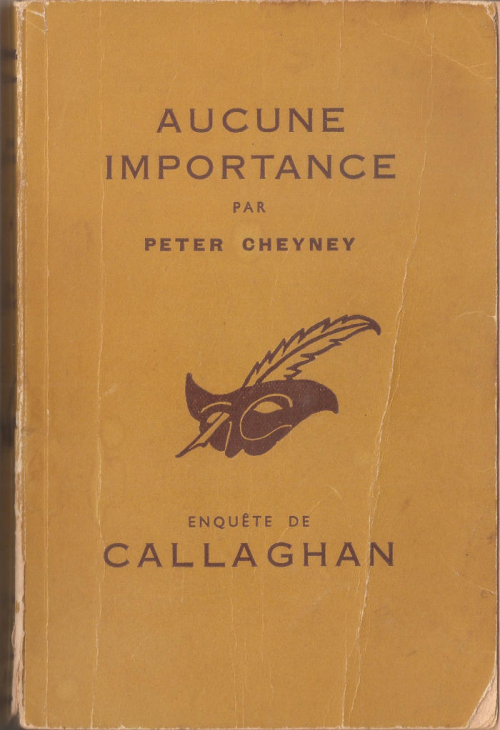 AUCUNE
IMPORTANCE
PAR
PETER CHEYNEY
ENQUÊTE DE
CALLAGHAN